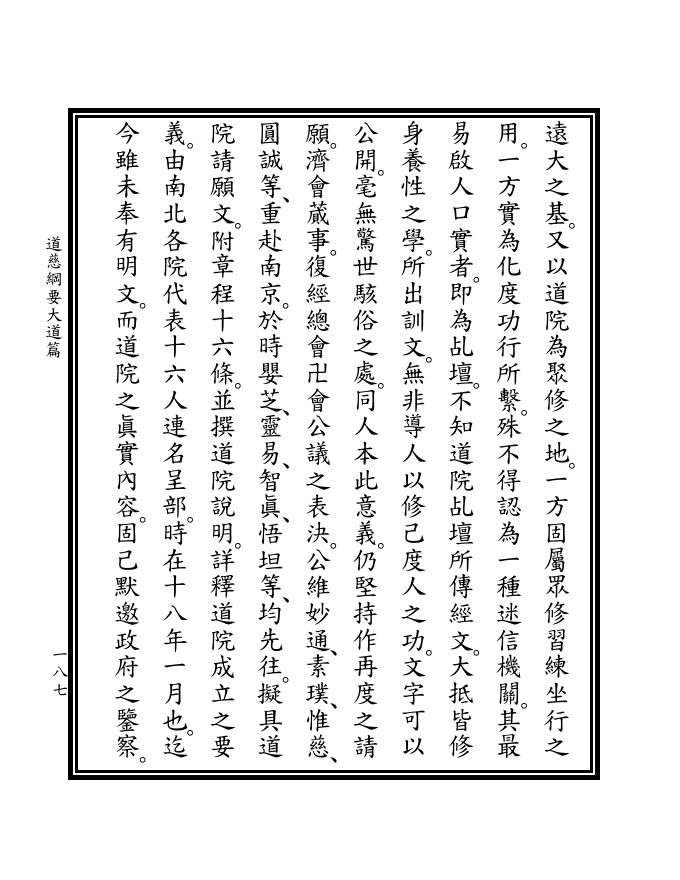 遠大之基。又以道院為聚修之地。一方固屬眾修習練坐行之
用。一方實為化度功行所繫。殊不得認為一種迷信機關。其最
易啟人口實者。即為乩壇。不知道院乩壇所傳經文。大抵皆修
身養性之學。所出訓文。無非導人以修己度人之功。文字可以
公開。毫無驚世駭俗之處。同人本此意義。仍堅持作再度之請
願。濟會蕆事。復經總會卍會公議之表決。公維妙通、素璞、惟慈、
圓誠等、重赴南京。於時嬰芝、靈易、智眞、悟坦等、均先往。擬具道
院請願文。附章程十六條。並撰道院說明。詳釋道院成立之要
義。由南北各院代表十六人連名呈部。時在十八年一月也。迄
今雖未奉有明文。而道院之眞實內容。固己默邀政府之鑒察。
道慈綱要大道篇
一八七